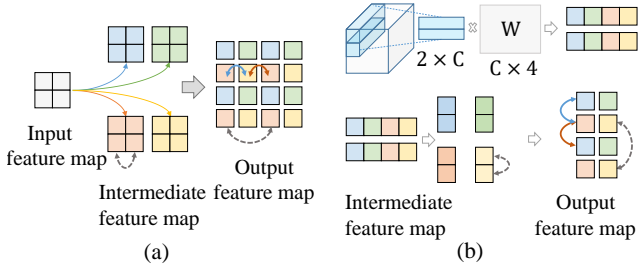 Input
feature map
Intermediate
feature map
Output
feature map
(a)
2 × C
W
C × 4
Intermediate
feature map
Output
feature map
(b)